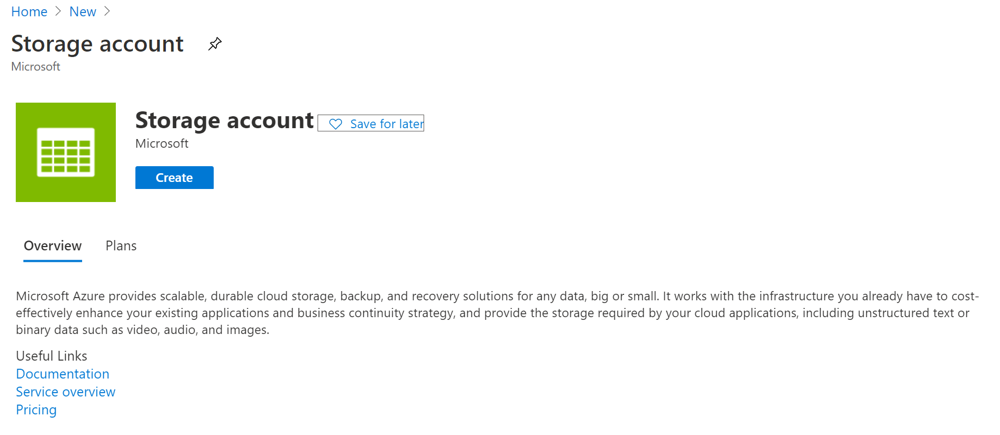 Home > New >
Storage account
Microsoft
Storage account Save for later
Microsoft
Create
Overview Plans
Microsoft Azure provides scalable, durable cloud storage, backup, and recovery solutions for any data, big or small. It works with the infrastructure you already have to cost-
effectively enhance your existing applications and business continuity strategy, and provide the storage required by your cloud applications, including unstructured text or
binary data such as video, audio, and images.
Useful Links
Documentation
Service overview
Pricing